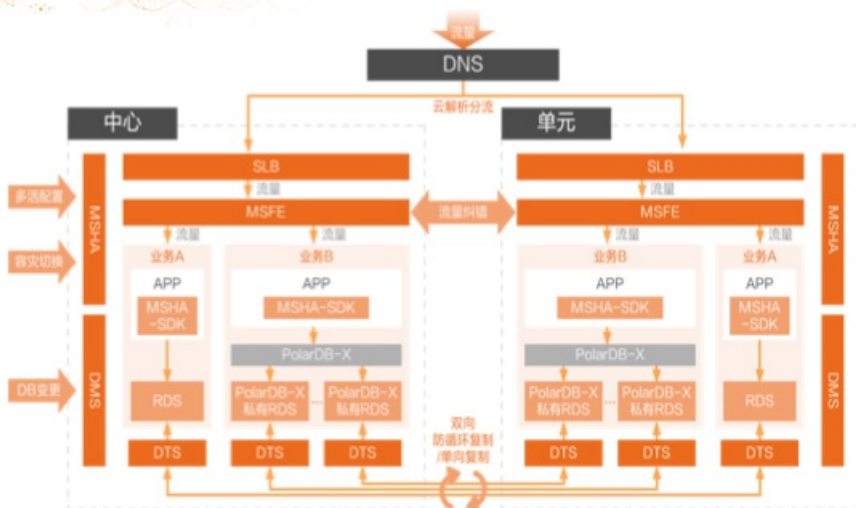 流量
DNS
云解析分流
中心
单元
SLB
SLB
流量
流量
多活配置
MSHA
MSFE
流量纠错
MSFE
MSHA
流量
流量
流量
流量
容灾切换
业务A
业务B
业务B
业务A
APP
APP
APP
APP
MSHA
-SDK
MSHA-SDK
MSHA-SDK
MSHA
-SDK
PolarDB-X
PolarDB-X
DB变更
DMS
RDS
PolarDB-X
私有RDS
...
PolarDB-X
私有RDS
PolarDB-X
私有RDS
...
PolarDB-X
私有RDS
RDS
DMS
双向
防循环复制
/单向复制
DTS
DTS
DTS
DTS
DTS
DTS